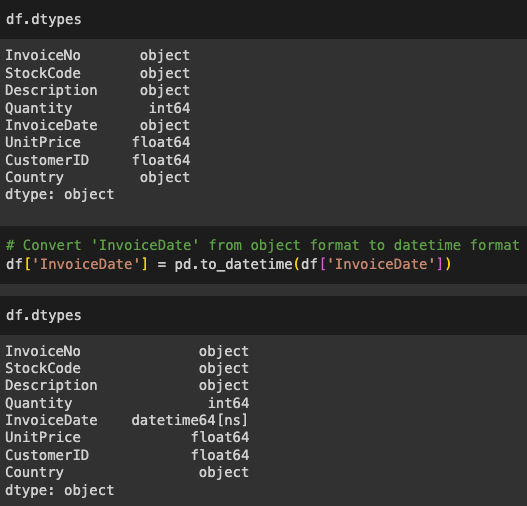 df.dtypes
InvoiceNo       object
StockCode       object
Description     object
Quantity         int64
InvoiceDate     object
UnitPrice      float64
CustomerID     float64
Country         object
dtype: object
# Convert 'InvoiceDate' from object format to datetime format
df['InvoiceDate'] = pd.to_datetime(df['InvoiceDate'])
df.dtypes
InvoiceNo              object
StockCode              object
Description            object
Quantity                int64
InvoiceDate    datetime64[ns]
UnitPrice             float64
CustomerID            float64
Country                object
dtype: object